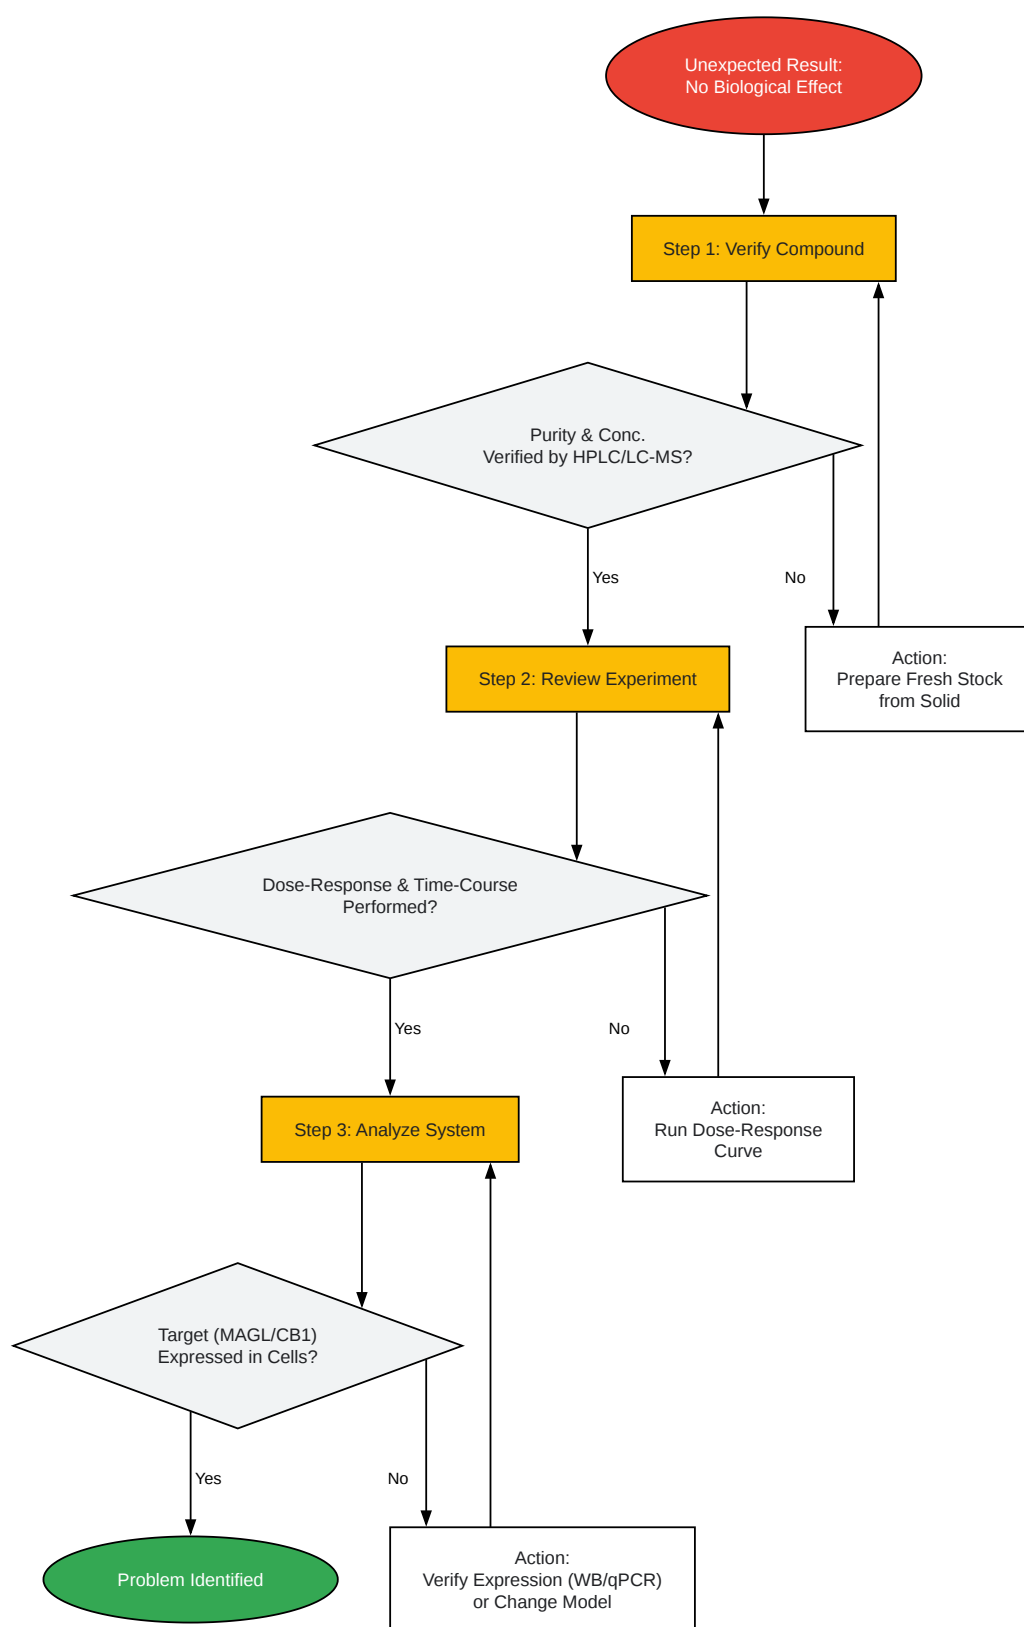 Unexpected Result:
No Biological Effect
Step 1: Verify Compound
Purity & Conc.
Verified by HPLC/LC-MS?
Yes
No
Action:
Prepare Fresh Stock
from Solid
Step 2: Review Experiment
Dose-Response & Time-Course
Performed?
Yes
No
Action:
Run Dose-Response
Curve
Step 3: Analyze System
Target (MAGL/CB1)
Expressed in Cells?
Yes
No
Problem Identified
Action:
Verify Expression (WB/qPCR)
or Change Model